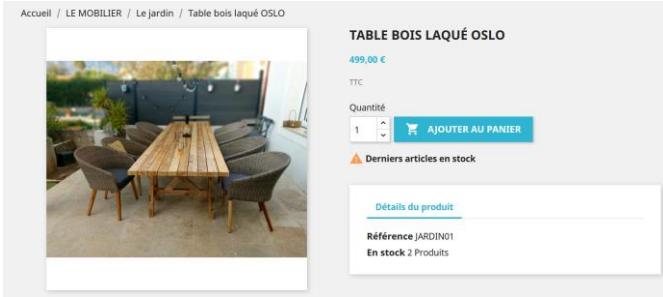 Accueil / LE MOBILIER / Le jardin / Table bois laqué OSLO
TABLE BOIS LAQUÉ OSLO
499,00 €
TTC
Quantité
1
AJOUTER AU PANIER
Derniers articles en stock
Détails du produit
Référence JARDIN01
En stock 2 Produits